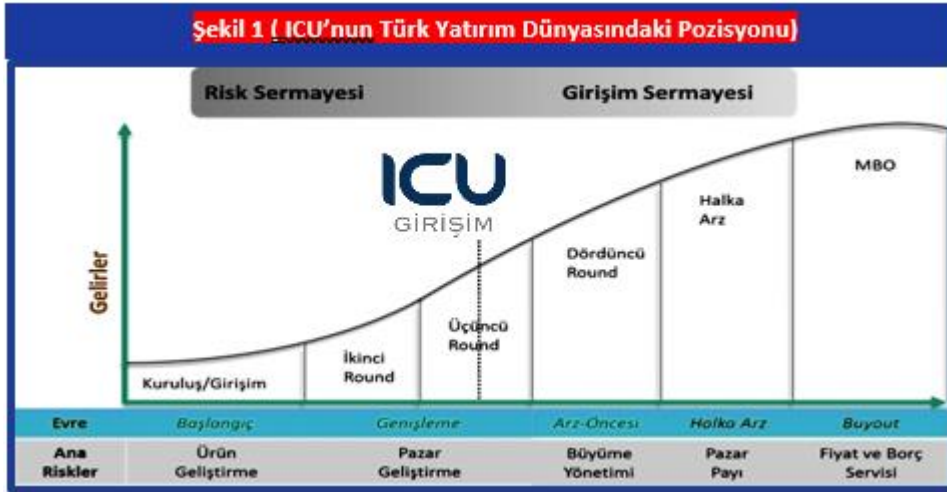 Şekil 1 ( ICU'nun Türk Yatırım Dünyasındaki Pozisyonu)
Risk Sermayesi Girişim Sermayesi
ICU
GİRİŞİM
MBO
Halka
Arz
Dördüncü
Round
Üçüncü
Round
İkinci
Round
Kuruluş/Girişim
Gelirler
Evre Başlangıç Genişleme Arz-Öncesi Halka Arz Buyout
Ana Riskler Ürün Geliştirme Pazar Geliştirme Büyüme Yönetimi Pazar Payı Fiyat ve Borç Servisi